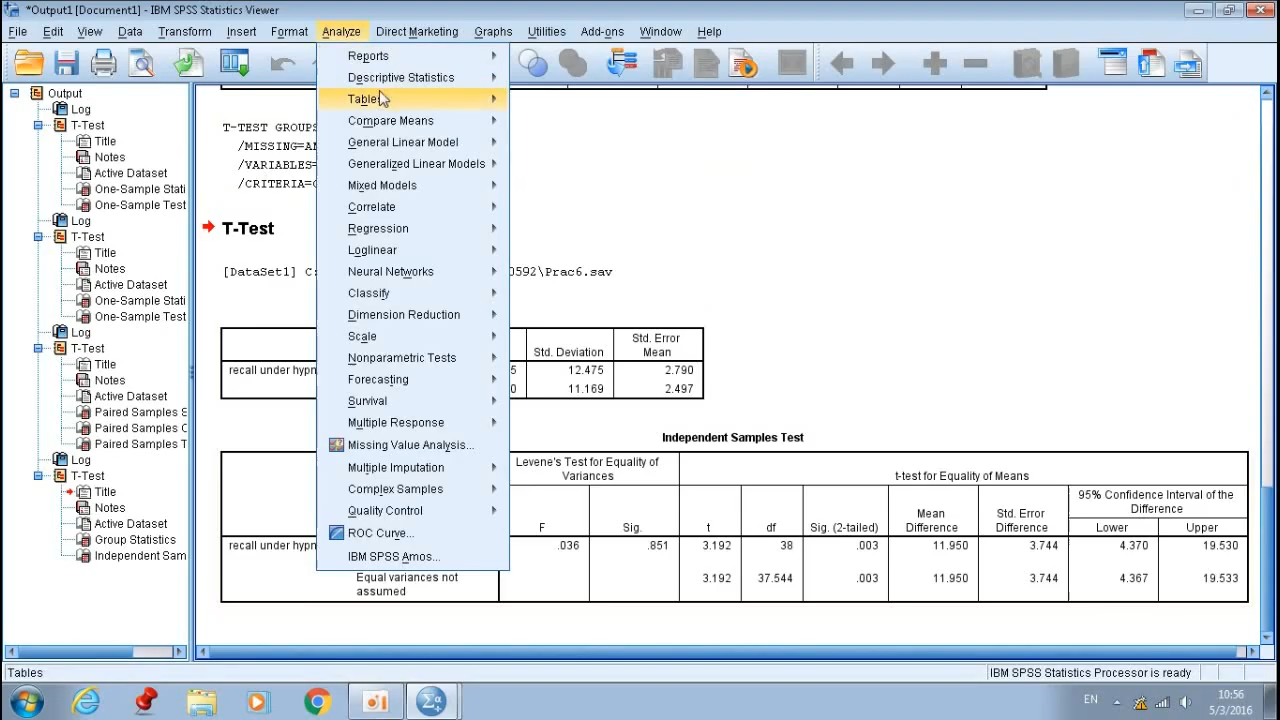 *Output1 [Document1] - IBM SPSS Statistics Viewer
File Edit View Data Transform Insert Format Analyze Direct Marketing Graphs Utilities Add-ons Window Help
Reports
Descriptive Statistics
Compare Means
General Linear Model
Generalized Linear Models
Mixed Models
Correlate
Regression
Loglinear
Neural Networks
Classify
Dimension Reduction
Scale
Nonparametric Tests
Forecasting
Survival
Multiple Response
Missing Value Analysis...
Multiple Imputation
Complex Samples
Quality Control
ROC Curve...
IBM SPSS Amos...
Output
Log
T-Test
Title
Notes
Active Dataset
One-Sample Stati
One-Sample Test
Log
T-Test
Title
Notes
Active Dataset
One-Sample Stati
One-Sample Test
Log
T-Test
Title
Notes
Active Dataset
Paired Samples S
Paired Samples C
Paired Samples T
Log
T-Test
Title
Notes
Active Dataset
Group Statistics
Independent Sam
T-TEST GROUPS
/MISSING=AN
/VARIABLES=
/CRITERIA=C
T-Test
[DataSet1] C: 0592\Prac6.sav
Std. Deviation Std. Error Mean
recall under hypn 5 12.475 2.790
0 11.169 2.497
Independent Samples Test
Levene's Test for Equality of Variances t-test for Equality of Means
95% Confidence Interval of the Difference
F Sig. t df Sig. (2-tailed) Mean Difference Std. Error Difference Lower Upper
recall under hypn .036 .851 3.192 38 .003 11.950 3.744 4.370 19.530
Equal variances not assumed 3.192 37.544 .003 11.950 3.744 4.367 19.533
Tables IBM SPSS Statistics Processor is ready
EN 10:56
5/3/2016